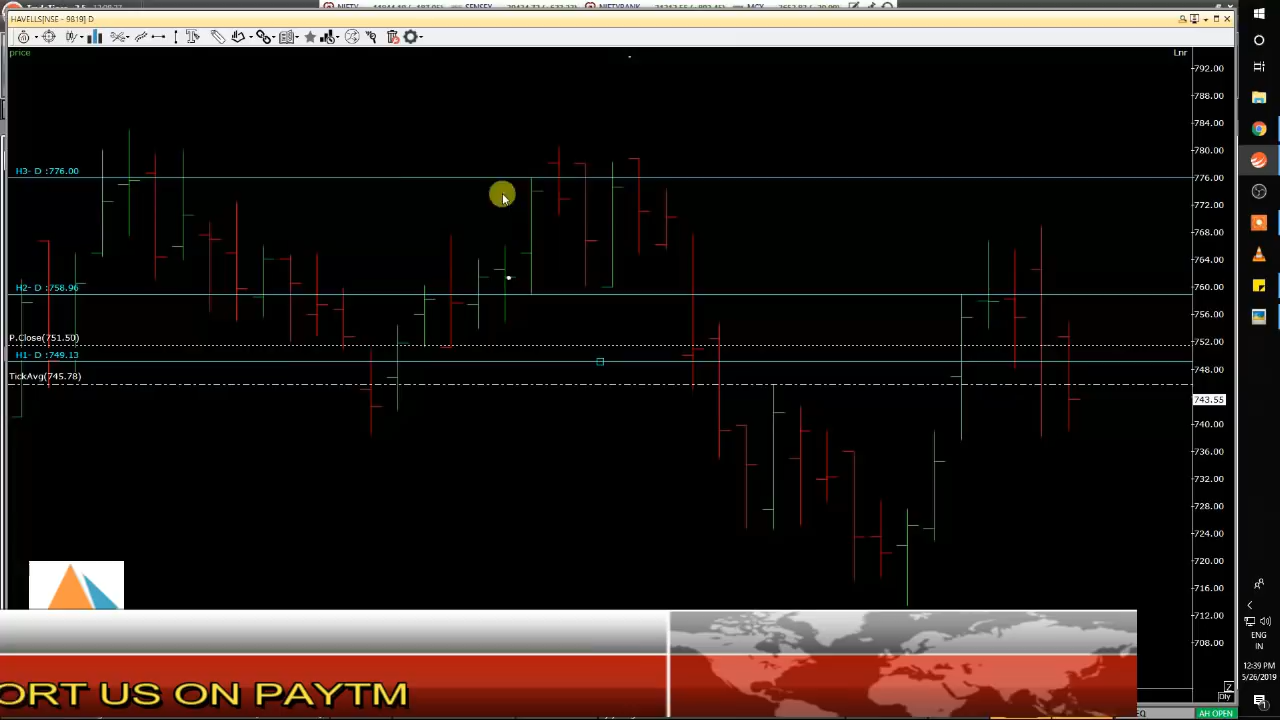 HAVELLS[NSE - 9819] D
price
Lnr
792.00
788.00
784.00
780.00
H3- D :776.00
776.00
772.00
768.00
764.00
H2- D :758.90
760.00
756.00
P.Close(751.50)
752.00
H1- D :749.13
748.00
TickAvg(745.78)
743.55
740.00
736.00
732.00
728.00
724.00
720.00
716.00
712.00
708.00
ORT US ON PAYTM
ENG
IN
12:39 PM
5/26/2019
Z
Dly
EQ
AH OPEN